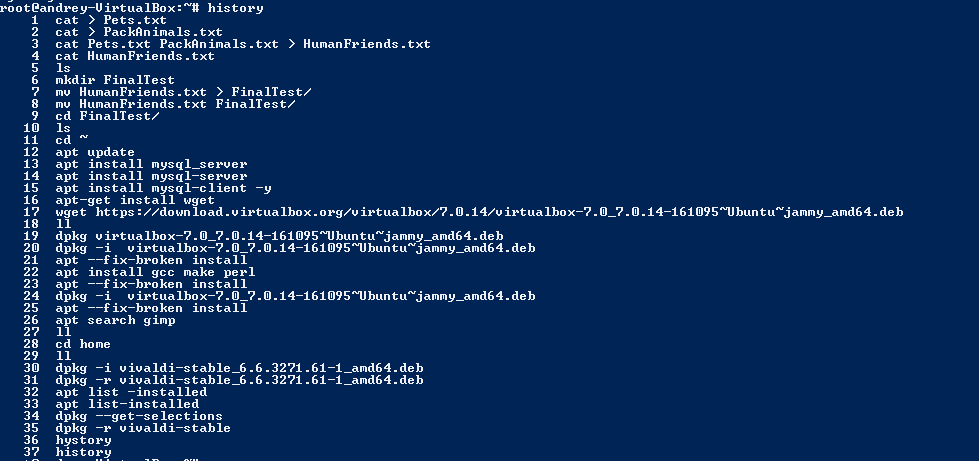 root@andrey-VirtualBox:~# history
1 cat > Pets.txt
2 cat > PackAnimals.txt
3 cat Pets.txt PackAnimals.txt > HumanFriends.txt
4 cat HumanFriends.txt
5 ls
6 mkdir FinalTest
7 mv HumanFriends.txt > FinalTest/
8 mv HumanFriends.txt FinalTest/
9 cd FinalTest/
10 ls
11 cd ~
12 apt update
13 apt install mysql_server
14 apt install mysql-server
15 apt install mysql-client -y
16 apt-get install wget
17 wget https://download.virtualbox.org/virtualbox/7.0.14/virtualbox-7.0_7.0.14-161095~Ubuntu~jammy_amd64.deb
18 ll
19 dpkg virtualbox-7.0_7.0.14-161095~Ubuntu~jammy_amd64.deb
20 dpkg -i  virtualbox-7.0_7.0.14-161095~Ubuntu~jammy_amd64.deb
21 apt --fix-broken install
22 apt install gcc make perl
23 apt --fix-broken install
24 dpkg -i  virtualbox-7.0_7.0.14-161095~Ubuntu~jammy_amd64.deb
25 apt --fix-broken install
26 apt search gimp
27 ll
28 cd home
29 ll
30 dpkg -i vivaldi-stable_6.6.3271.61-1_amd64.deb
31 dpkg -r vivaldi-stable_6.6.3271.61-1_amd64.deb
32 apt list -installed
33 apt list-installed
34 dpkg --get-selections
35 dpkg -r vivaldi-stable
36 hystory
37 history